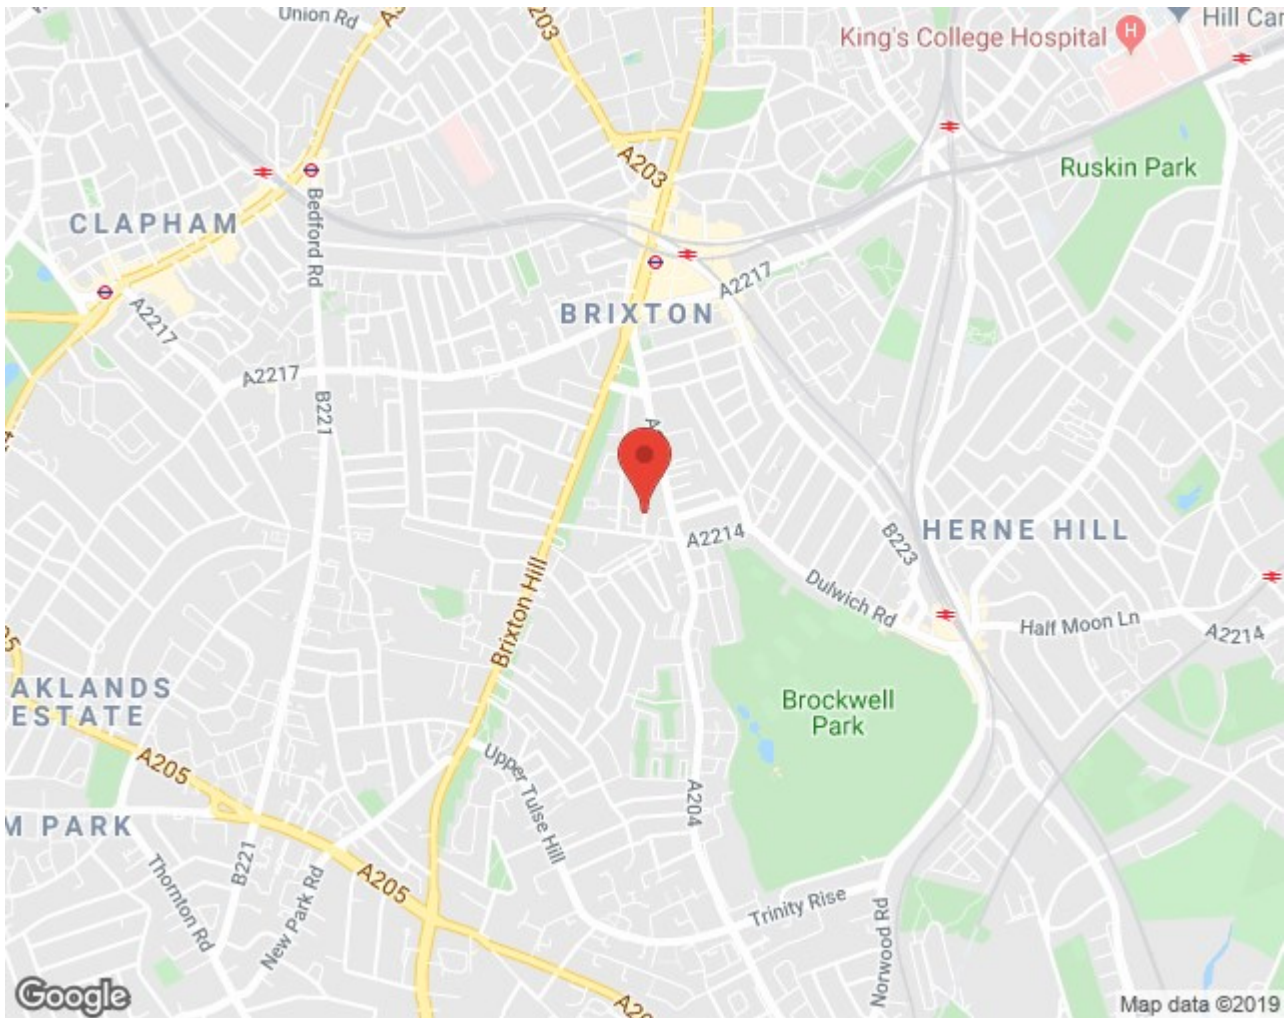 Union Rd
A203
King's College Hospital
H
Hill Car
A203
Ruskin Park
CLAPHAM
Bedford Rd
A2217
A2217
BRIXTON
A2217
B221
A2214
B223
HERNE HILL
Brixton Hill
Dulwich Rd
Half Moon Ln
A2214
AKLANDS
ESTATE
Brockwell
Park
A205
Upper Tulse Hill
A204
M PARK
B221
Thornton Rd
New Park Rd
A205
Trinity Rise
Norwood Rd
Google
Map data ©2019